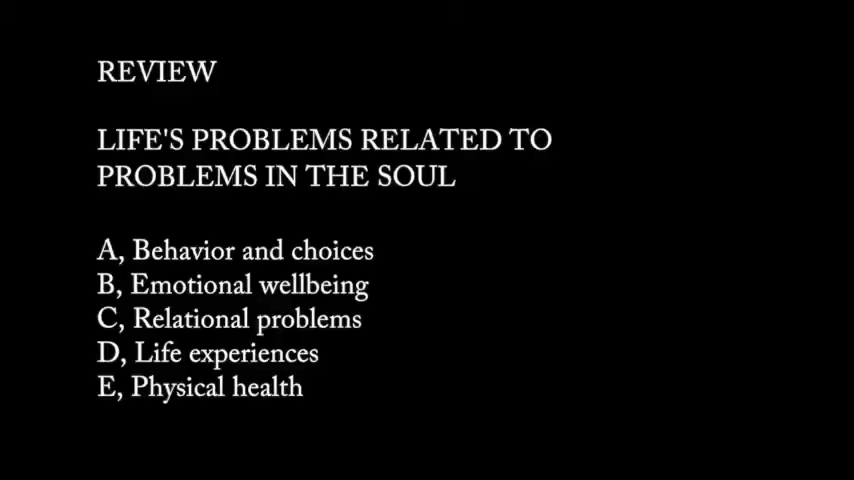 REVIEW
LIFE'S PROBLEMS RELATED TO
PROBLEMS IN THE SOUL
A, Behavior and choices
B, Emotional wellbeing
C, Relational problems
D, Life experiences
E, Physical health